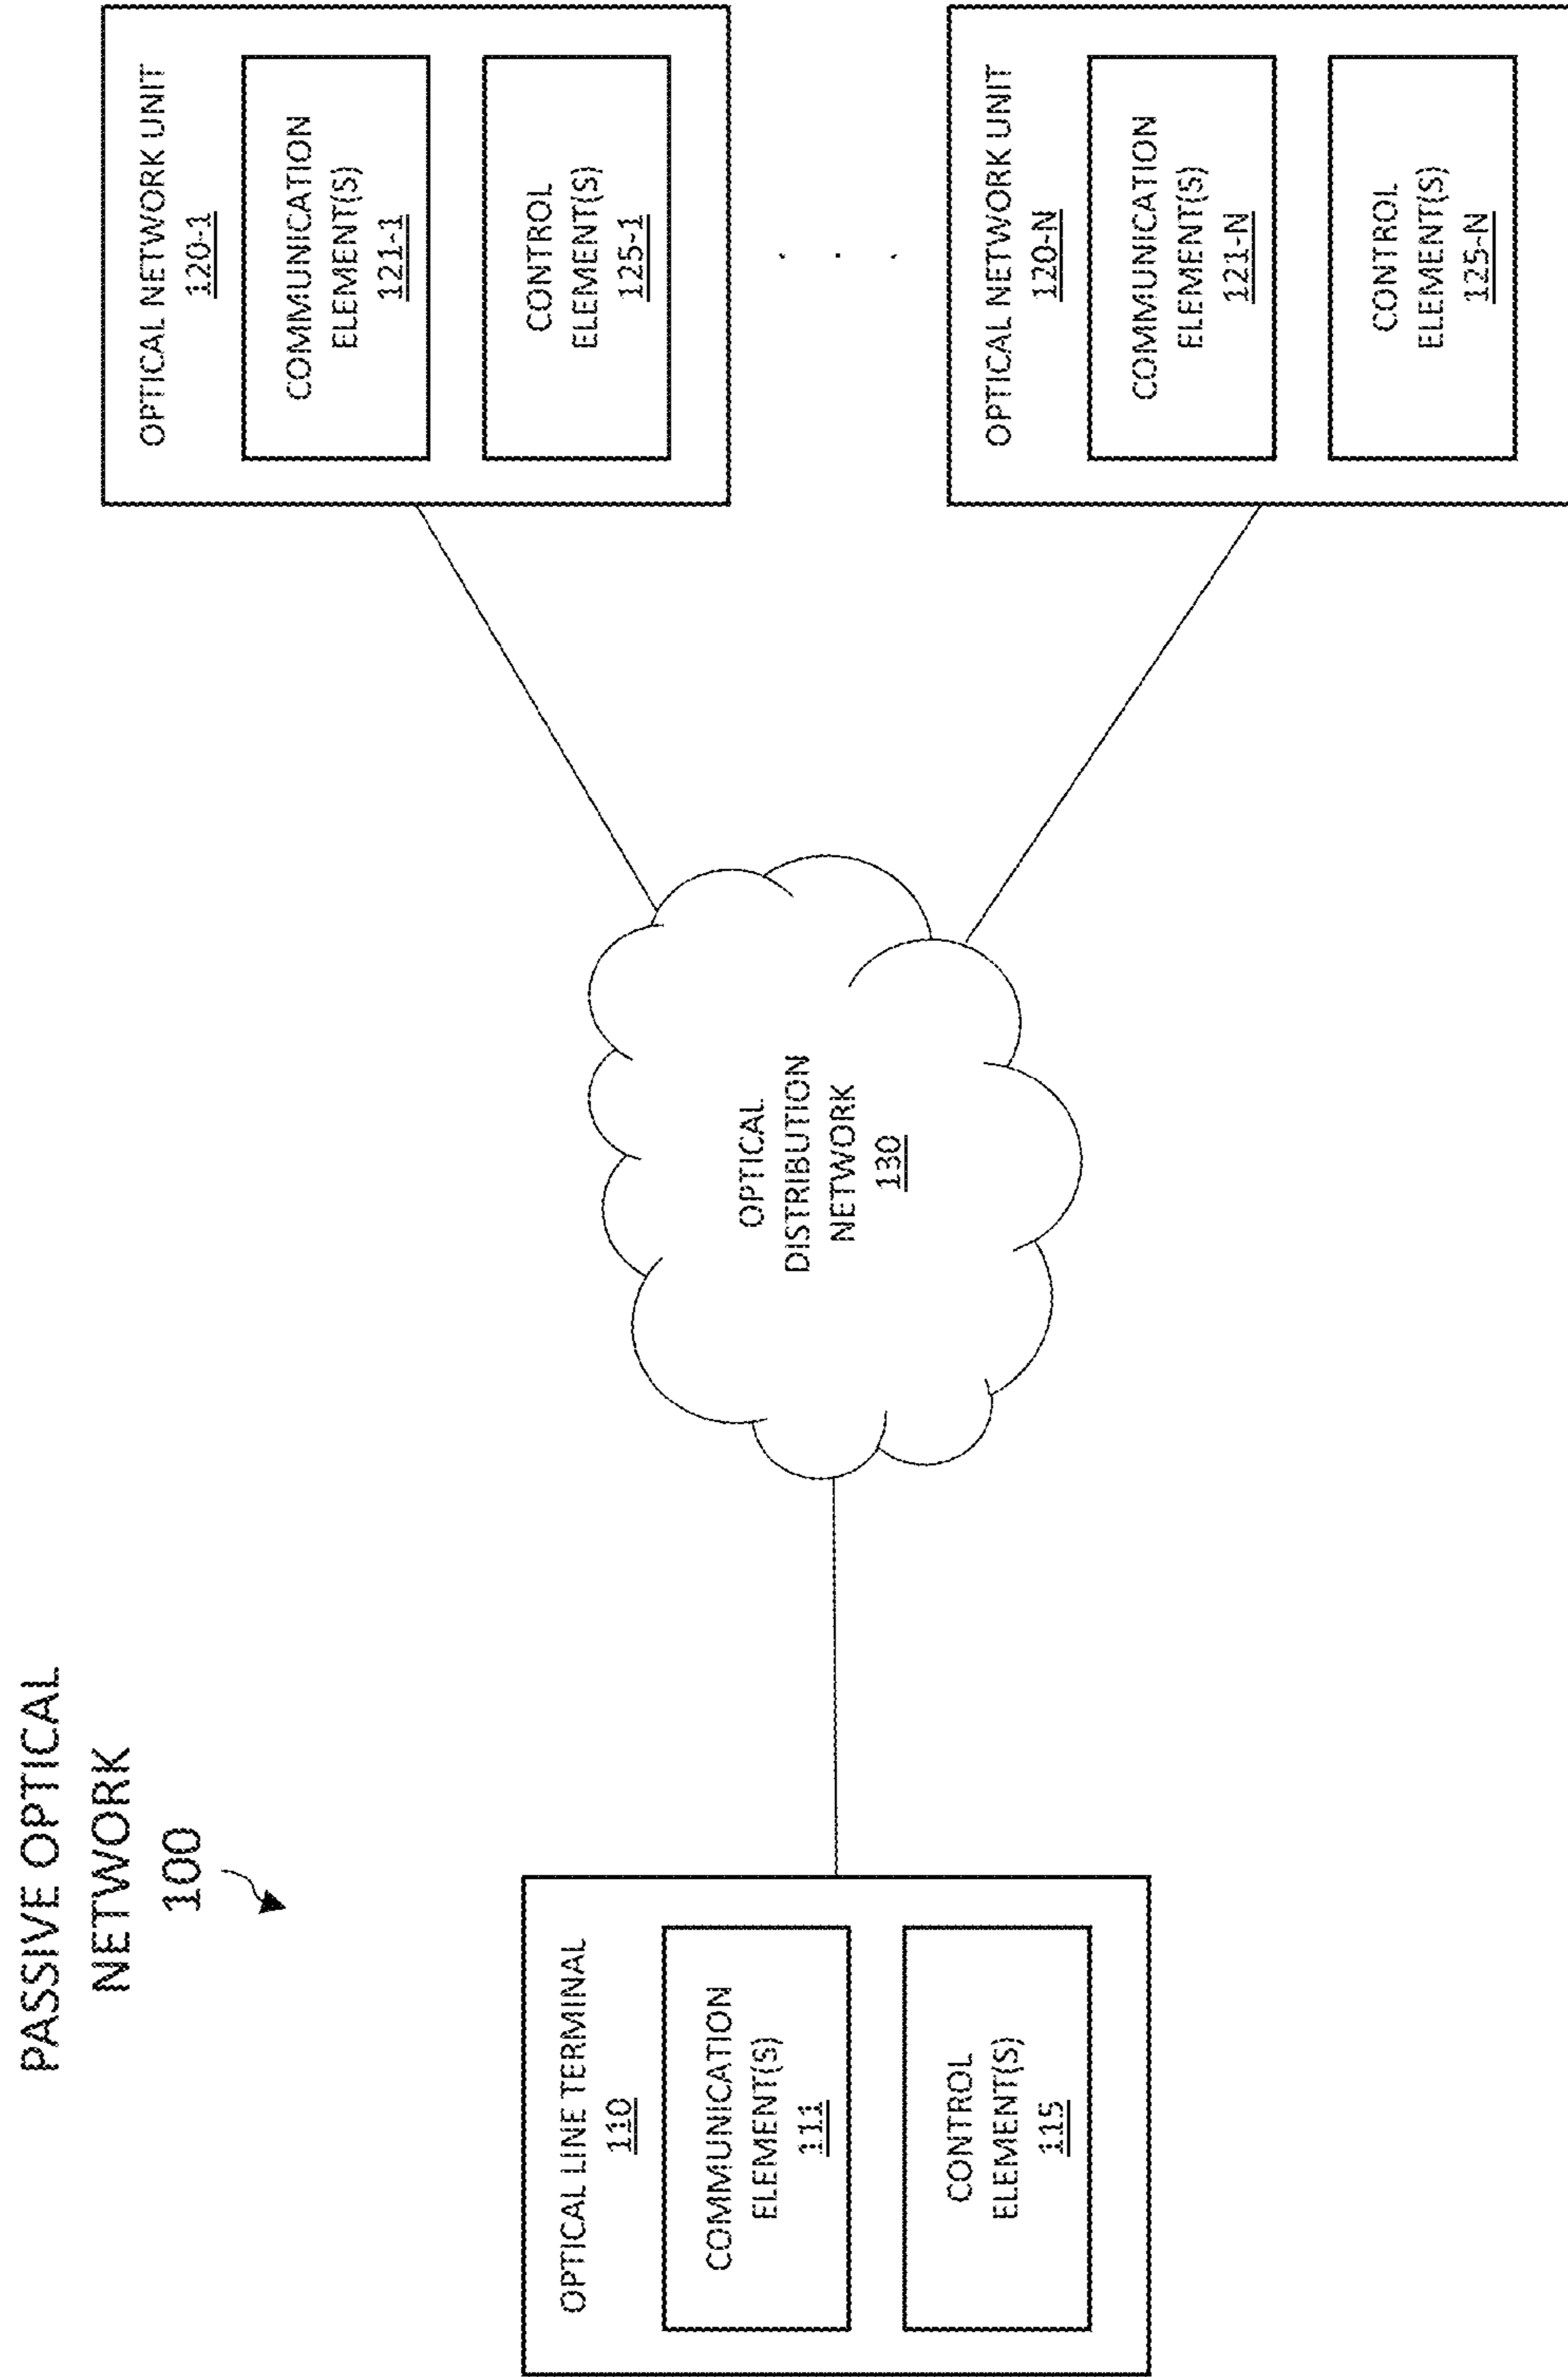 PASSIVE OPTICAL
NETWORK
100
OPTICAL LINE TERMINAL
110
COMMUNICATION
ELEMENT(S)
111
CONTROL
ELEMENT(S)
115
OPTICAL
DISTRIBUTION
NETWORK
130
OPTICAL NETWORK UNIT
120-1
COMMUNICATION
ELEMENT(S)
121-1
CONTROL
ELEMENT(S)
125-1
OPTICAL NETWORK UNIT
120-N
COMMUNICATION
ELEMENT(S)
121-N
CONTROL
ELEMENT(S)
125-N